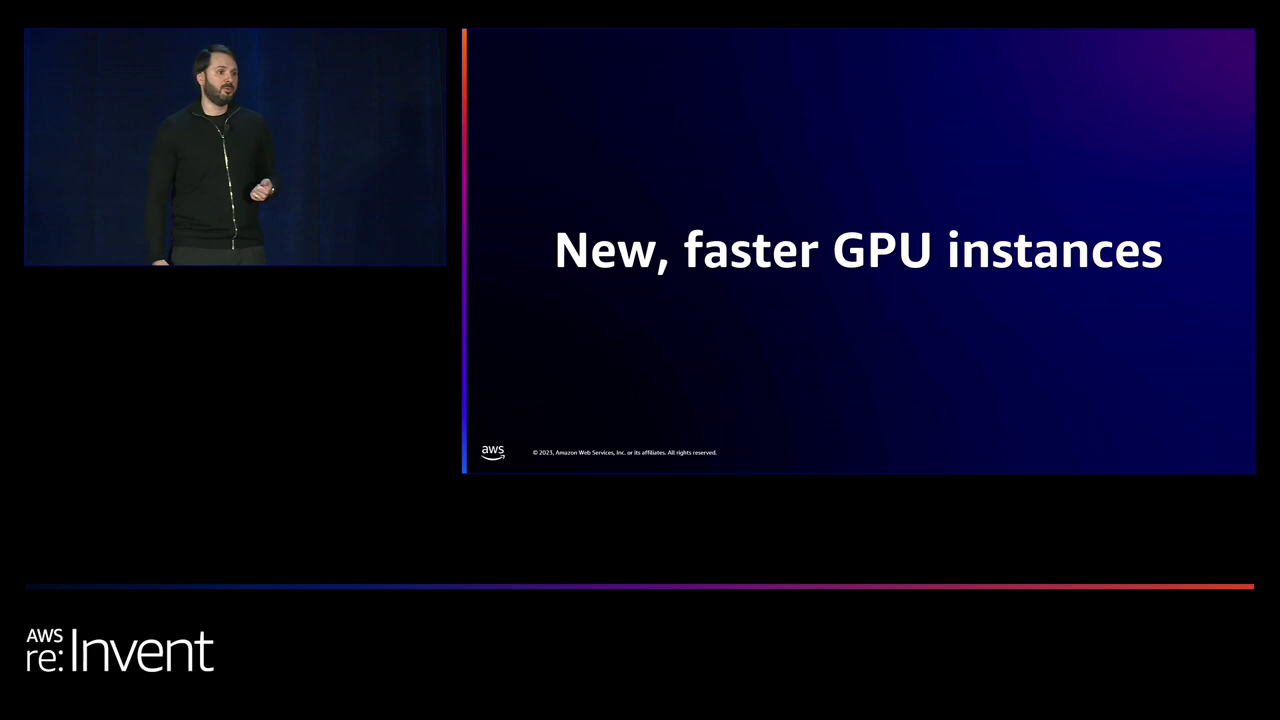 New, faster GPU instances
aws
© 2023, Amazon Web Services, Inc. or its affiliates. All rights reserved.
AWS
re:Invent